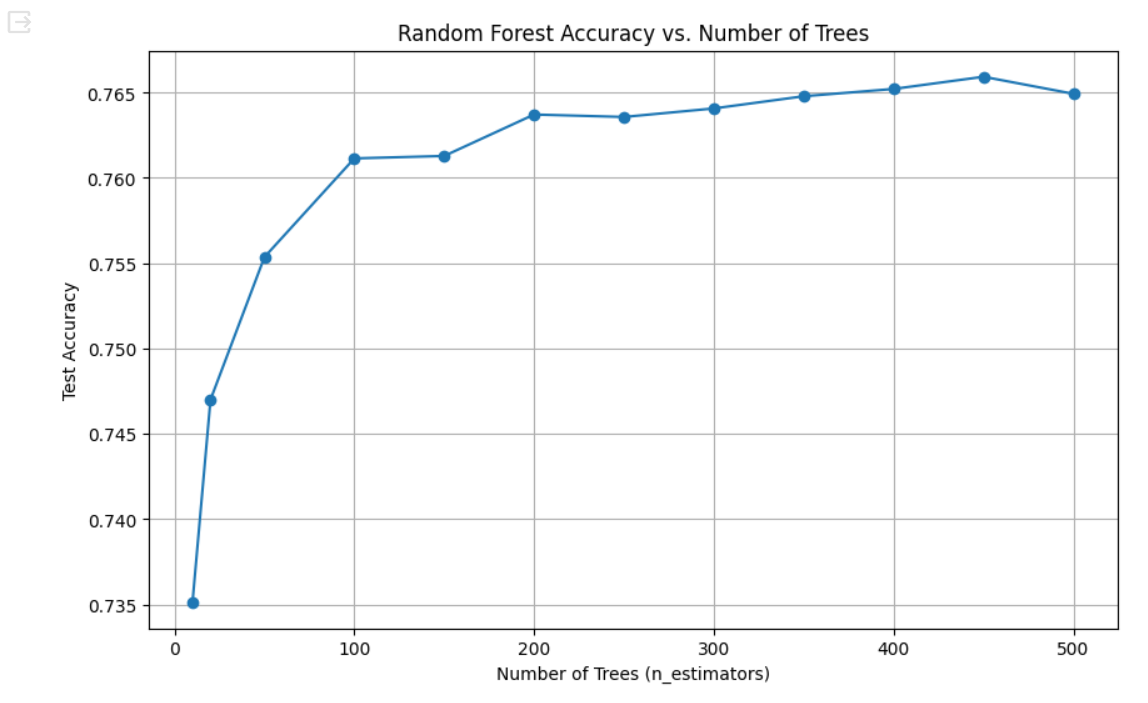 Random Forest Accuracy vs. Number of Trees
0.765
0.760
0.755
0.750
0.745
0.740
0.735
Test Accuracy
0 100 200 300 400 500
Number of Trees (n_estimators)